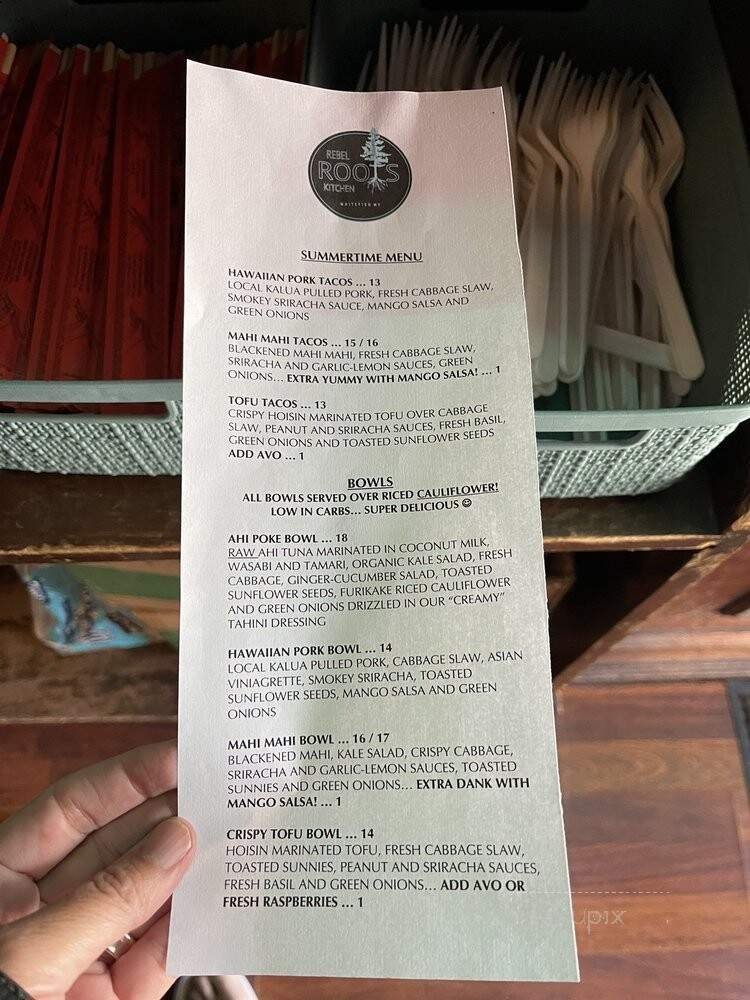 REBEL
ROOTS
KITCHEN
WHITEFISH MT
SUMMERTIME MENU
HAWAIIAN PORK TACOS ... 13
LOCAL KALUA PULLED PORK, FRESH CABBAGE SLAW,
SMOKEY SRIRACHA SAUCE, MANGO SALSA AND
GREEN ONIONS
MAHI MAHI TACOS ... 15 / 16
BLACKENED MAHI MAHI, FRESH CABBAGE SLAW,
SRIRACHA AND GARLIC-LEMON SAUCES, GREEN
ONIONS... EXTRA YUMMY WITH MANGO SALSA! ... 1
TOFU TACOS ... 13
CRISPY HOISIN MARINATED TOFU OVER CABBAGE
SLAW, PEANUT AND SRIRACHA SAUCES, FRESH BASIL,
GREEN ONIONS AND TOASTED SUNFLOWER SEEDS
ADD AVO ... 1
BOWLS
ALL BOWLS SERVED OVER RICED CAULIFLOWER!
LOW IN CARBS... SUPER DELICIOUS ☺
AHI POKE BOWL ... 18
RAW AHI TUNA MARINATED IN COCONUT MILK,
WASABI AND TAMARI, ORGANIC KALE SALAD, FRESH
CABBAGE, GINGER-CUCUMBER SALAD, TOASTED
SUNFLOWER SEEDS, FURIKAKE RICED CAULIFLOWER
AND GREEN ONIONS DRIZZLED IN OUR “CREAMY”
TAHINI DRESSING
HAWAIIAN PORK BOWL ... 14
LOCAL KALUA PULLED PORK, CABBAGE SLAW, ASIAN
VINIAGRETTE, SMOKEY SRIRACHA, TOASTED
SUNFLOWER SEEDS, MANGO SALSA AND GREEN
ONIONS
MAHI MAHI BOWL ... 16 / 17
BLACKENED MAHI, KALE SALAD, CRISPY CABBAGE,
SRIRACHA AND GARLIC-LEMON SAUCES, TOASTED
SUNNIES AND GREEN ONIONS... EXTRA DANK WITH
MANGO SALSA! ... 1
CRISPY TOFU BOWL ... 14
HOISIN MARINATED TOFU, FRESH CABBAGE SLAW,
TOASTED SUNNIES, PEANUT AND SRIRACHA SAUCES,
FRESH BASIL AND GREEN ONIONS... ADD AVO OR
FRESH RASPBERRIES ... 1